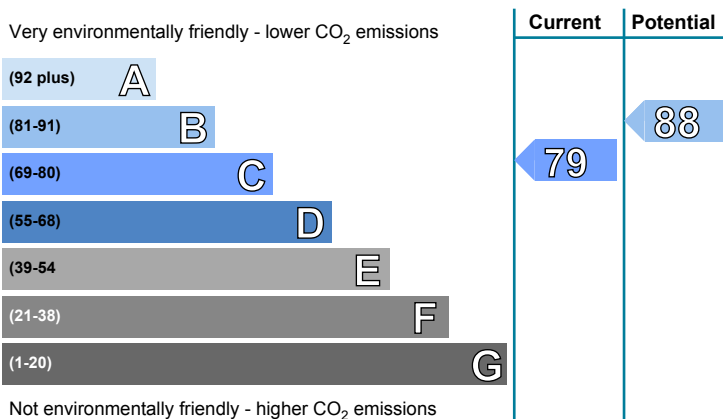 Very environmentally friendly - lower CO2 emissions
Current
Potential
(92 plus) A
(81-91) B
(69-80) C
(55-68) D
(39-54 E
(21-38) F
(1-20) G
79
88
Not environmentally friendly - higher CO2 emissions